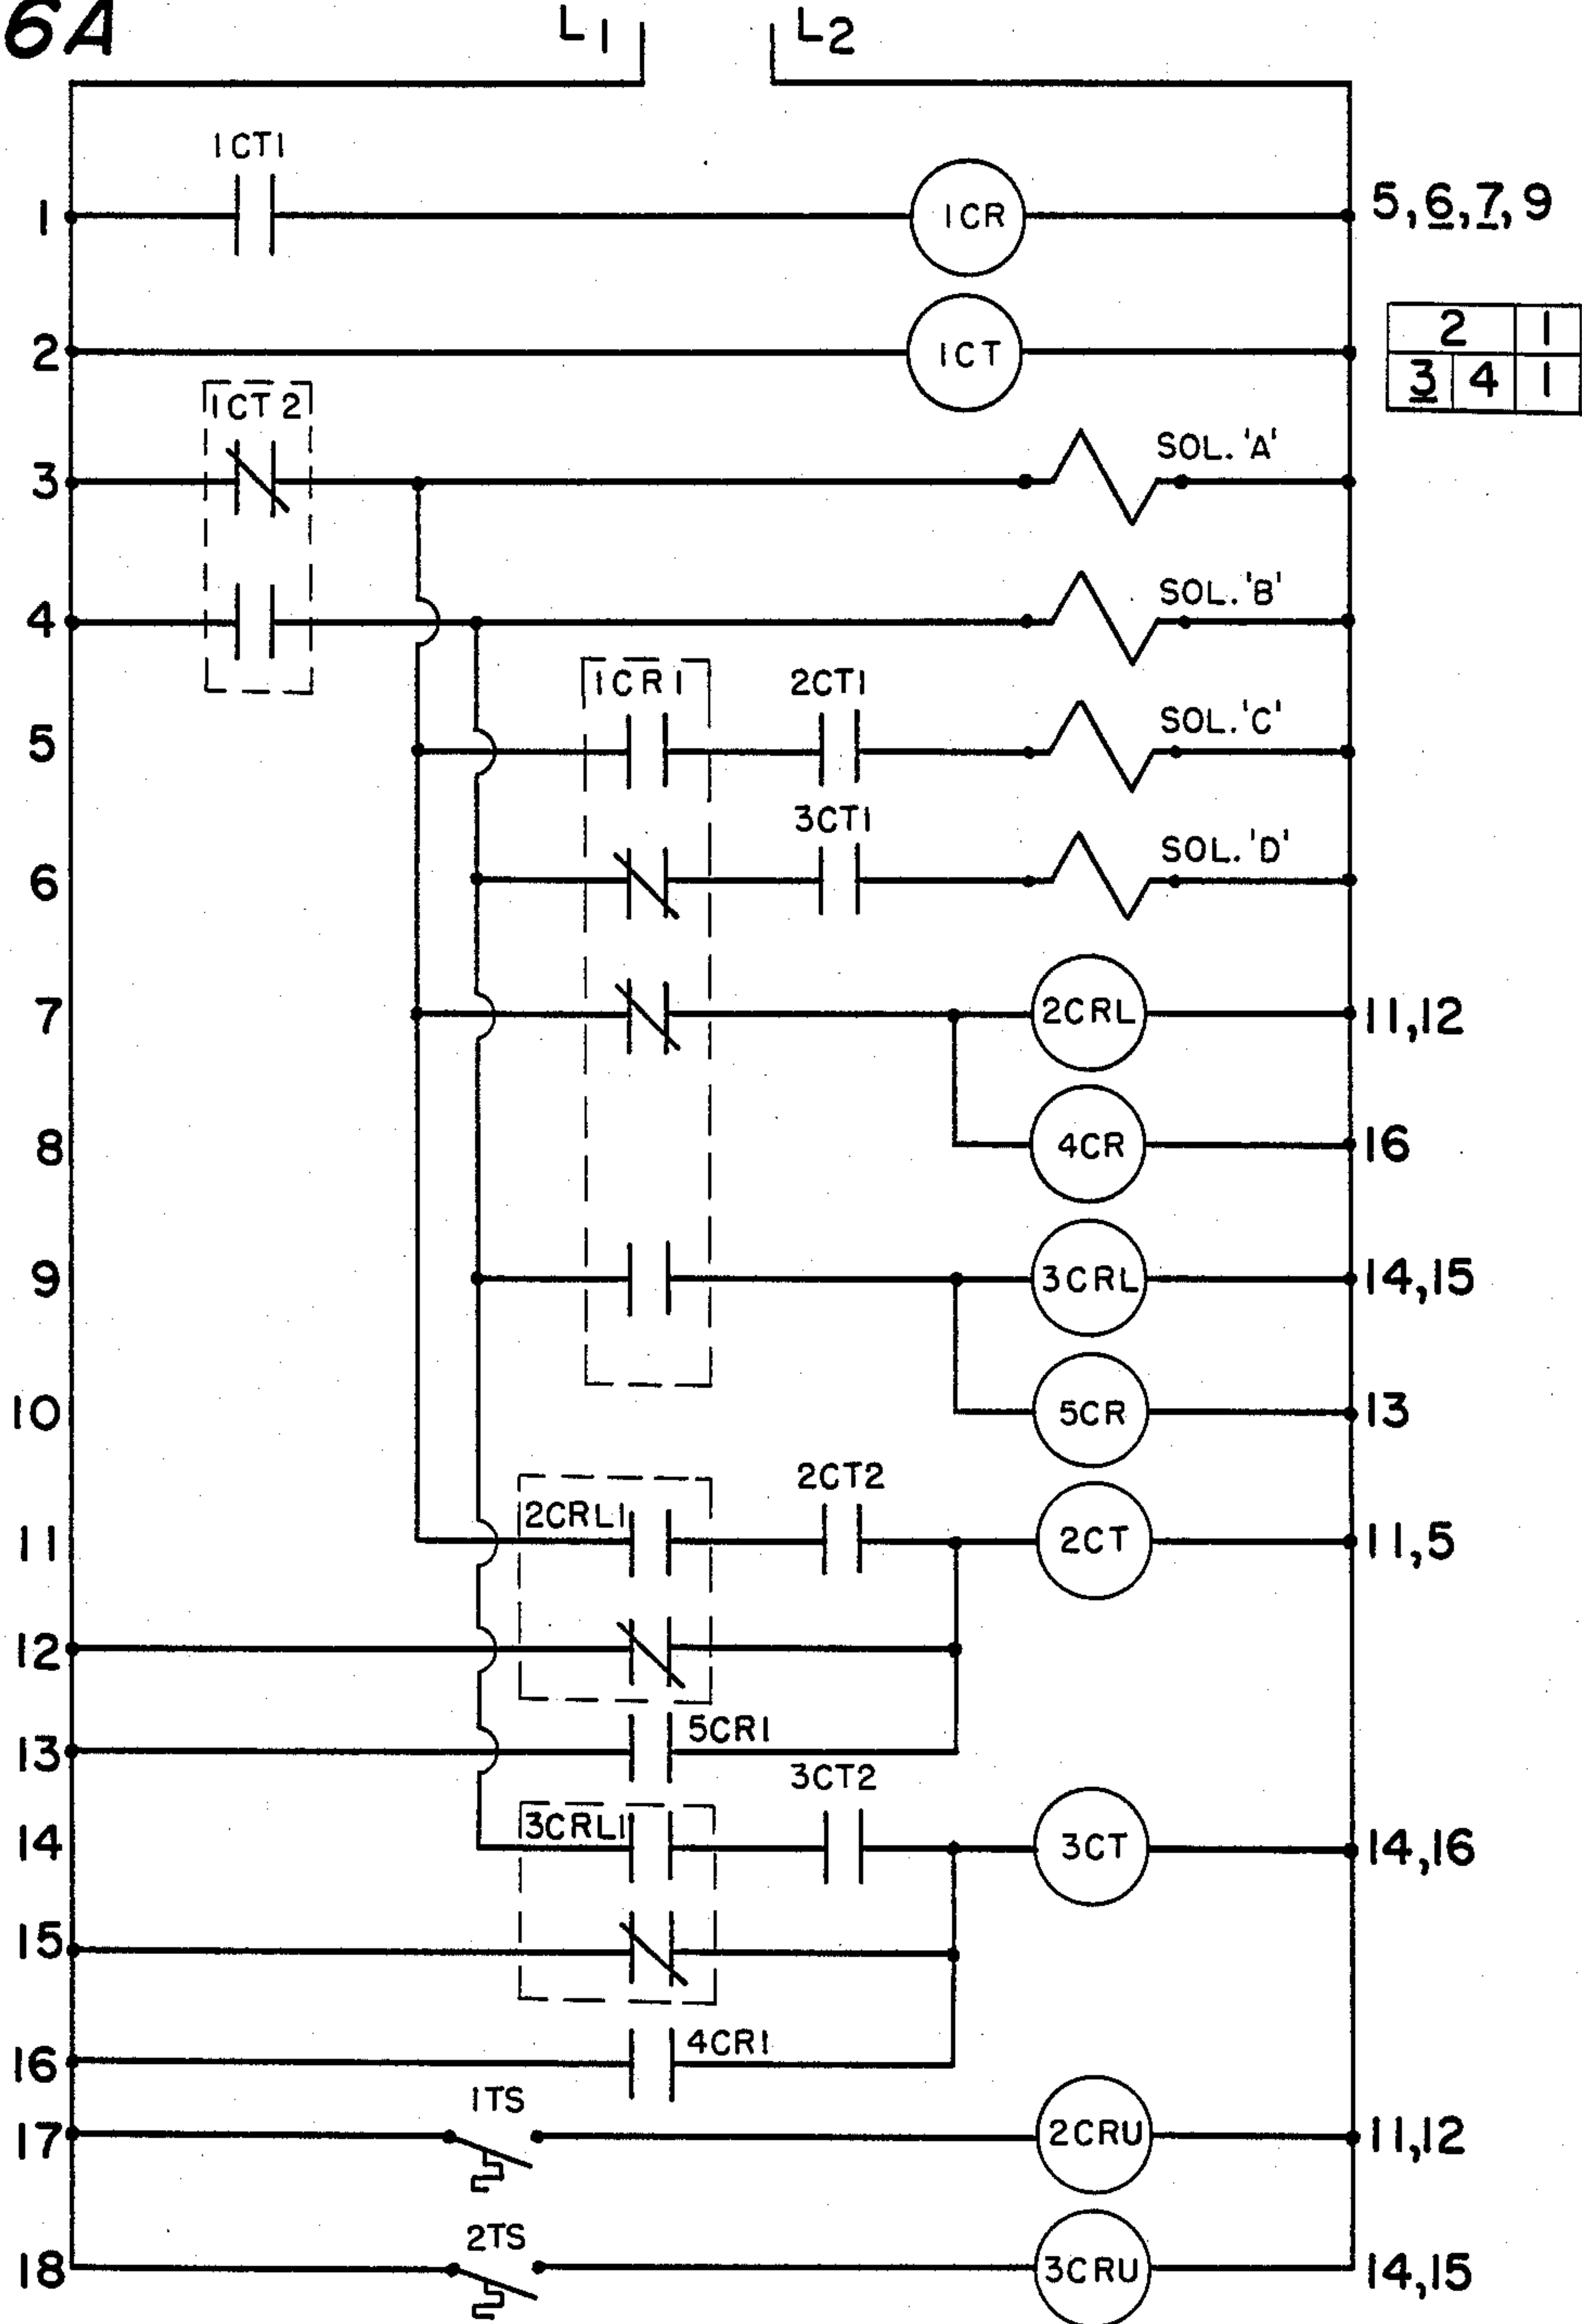 6A
L1 L2
1CT1
1 1CR 5,6,7,9
2 1CT
2 1
3 4 1
1CT2
3 SOL. 'A'
4 SOL. 'B'
1CR1 2CT1
5 SOL. 'C'
3CT1
6 SOL. 'D'
7 2CRL 11,12
8 4CR 16
9 3CRL 14,15
10 5CR 13
2CRL1 2CT2
11 2CT 11,5
12
13 5CR1
3CT2
3CRL1
14 3CT 14,16
15
16 4CR1
1TS
17 2CRU 11,12
2TS
18 3CRU 14,15